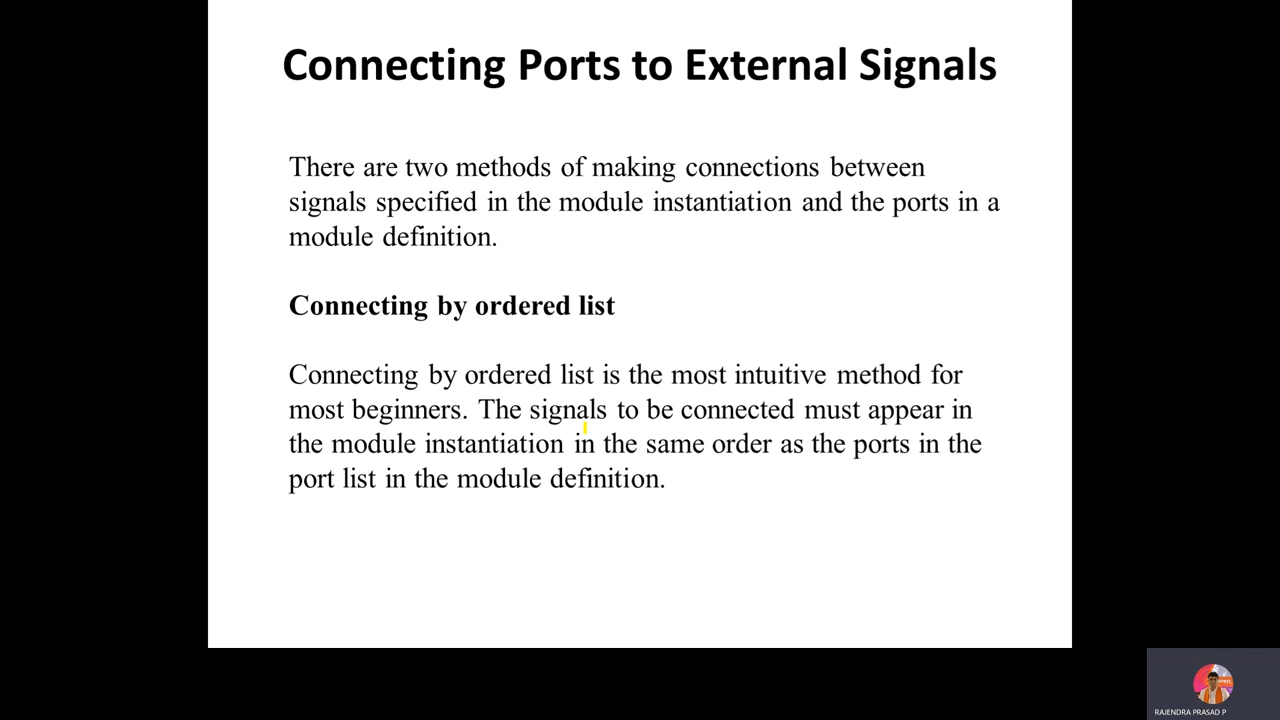 Connecting Ports to External Signals
There are two methods of making connections between
signals specified in the module instantiation and the ports in a
module definition.
Connecting by ordered list
Connecting by ordered list is the most intuitive method for
most beginners. The signals to be connected must appear in
the module instantiation in the same order as the ports in the
port list in the module definition.
RAJENDRA PRASAD P